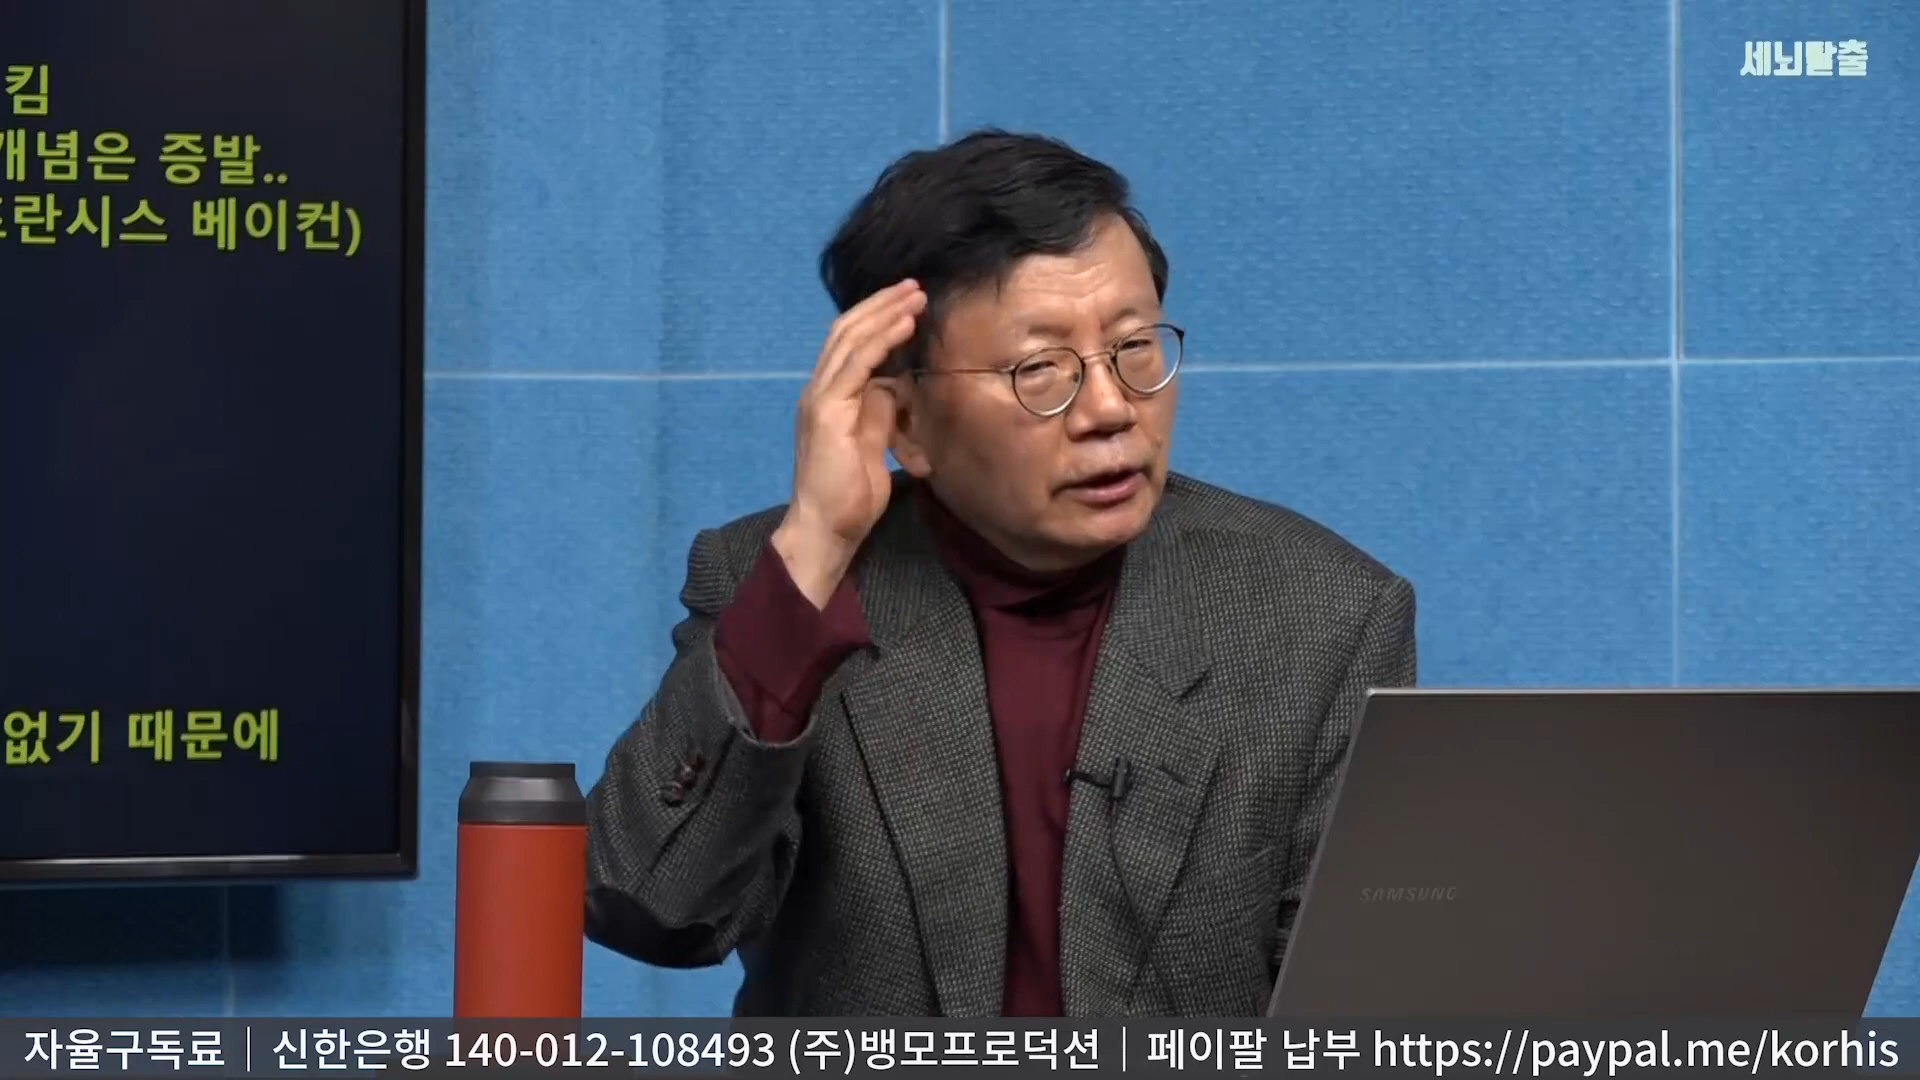 세뇌탈출
킴
개념은 증발..
프란시스 베이컨)
없기 때문에
SAMSUNG
자율구독료│신한은행 140-012-108493 (주)뱅모프로덕션│페이팔 납부 https://paypal.me/korhis